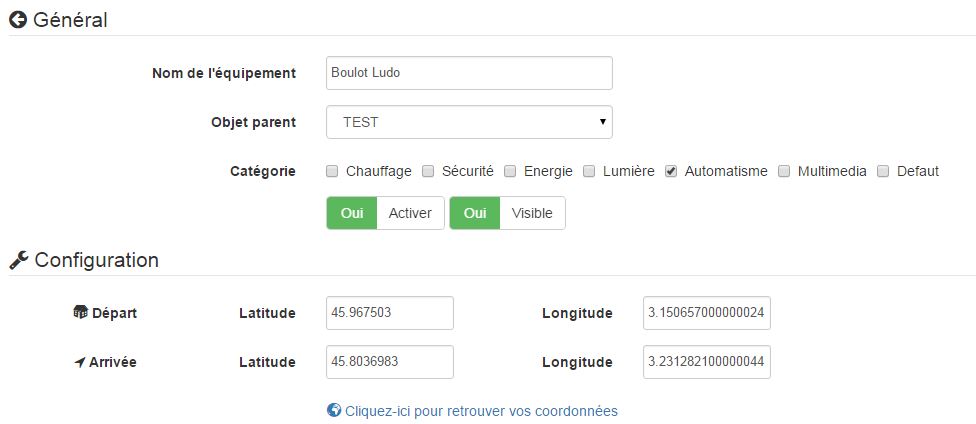 Général
Nom de l'équipement Boulot Ludo
Objet parent TEST
Catégorie Chauffage Sécurité Energie Lumière Automatisme Multimedia Defaut
Oui Activer Oui Visible
Configuration
Départ Latitude 45.967503 Longitude 3.150657000000024
Arrivée Latitude 45.8036983 Longitude 3.231282100000044
Cliquez-ici pour retrouver vos coordonnées